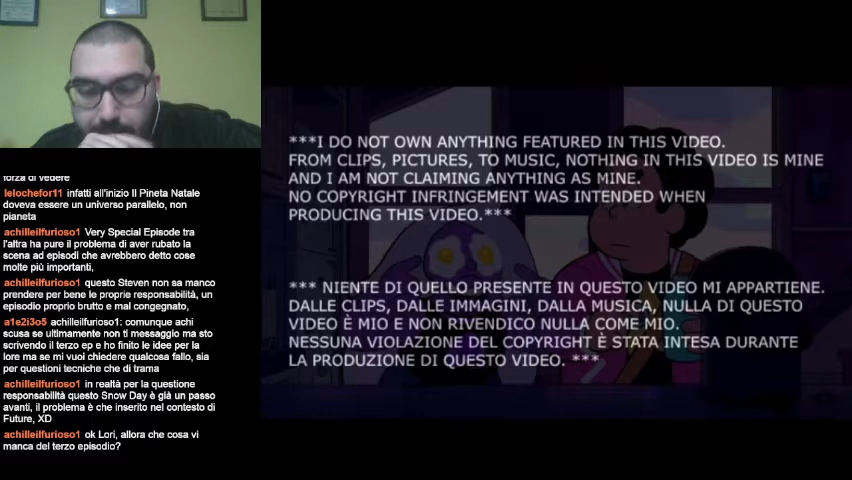 forza di vedere
lelochefor11 infatti all'inizio Il Pineta Natale
doveva essere un universo parallelo, non
pianeta
achilleilfurioso1 Very Special Episode tra
l'altra ha pure il problema di aver rubato la
scena ad episodi che avrebbero detto cose
molte più importanti,
achilleilfurioso1 questo Steven non sa manco
prendere per bene le proprie responsabilità, un
episodio proprio brutto e mal congegnato,
a1e2i3o5 achilleilfurioso1: comunque achi
scusa se ultimamente non ti messaggio ma sto
scrivendo il terzo ep e ho finito le idee per la
lore ma se mi vuoi chiedere qualcosa fallo, sia
per questioni tecniche che di trama
achilleilfurioso1 in realtà per la questione
responsabilità questo Snow Day è già un passo
avanti, il problema è che inserito nel contesto di
Future, XD
achilleilfurioso1 ok Lori, allora che cosa vi
manca del terzo episodio?
***I DO NOT OWN ANYTHING FEATURED IN THIS VIDEO.
FROM CLIPS, PICTURES, TO MUSIC, NOTHING IN THIS VIDEO IS MINE
AND I AM NOT CLAIMING ANYTHING AS MINE.
NO COPYRIGHT INFRINGEMENT WAS INTENDED WHEN
PRODUCING THIS VIDEO.***
*** NIENTE DI QUELLO PRESENTE IN QUESTO VIDEO MI APPARTIENE.
DALLE CLIPS, DALLE IMMAGINI, DALLA MUSICA, NULLA DI QUESTO
VIDEO È MIO E NON RIVENDICO NULLA COME MIO.
NESSUNA VIOLAZIONE DEL COPYRIGHT È STATA INTESA DURANTE
LA PRODUZIONE DI QUESTO VIDEO. ***